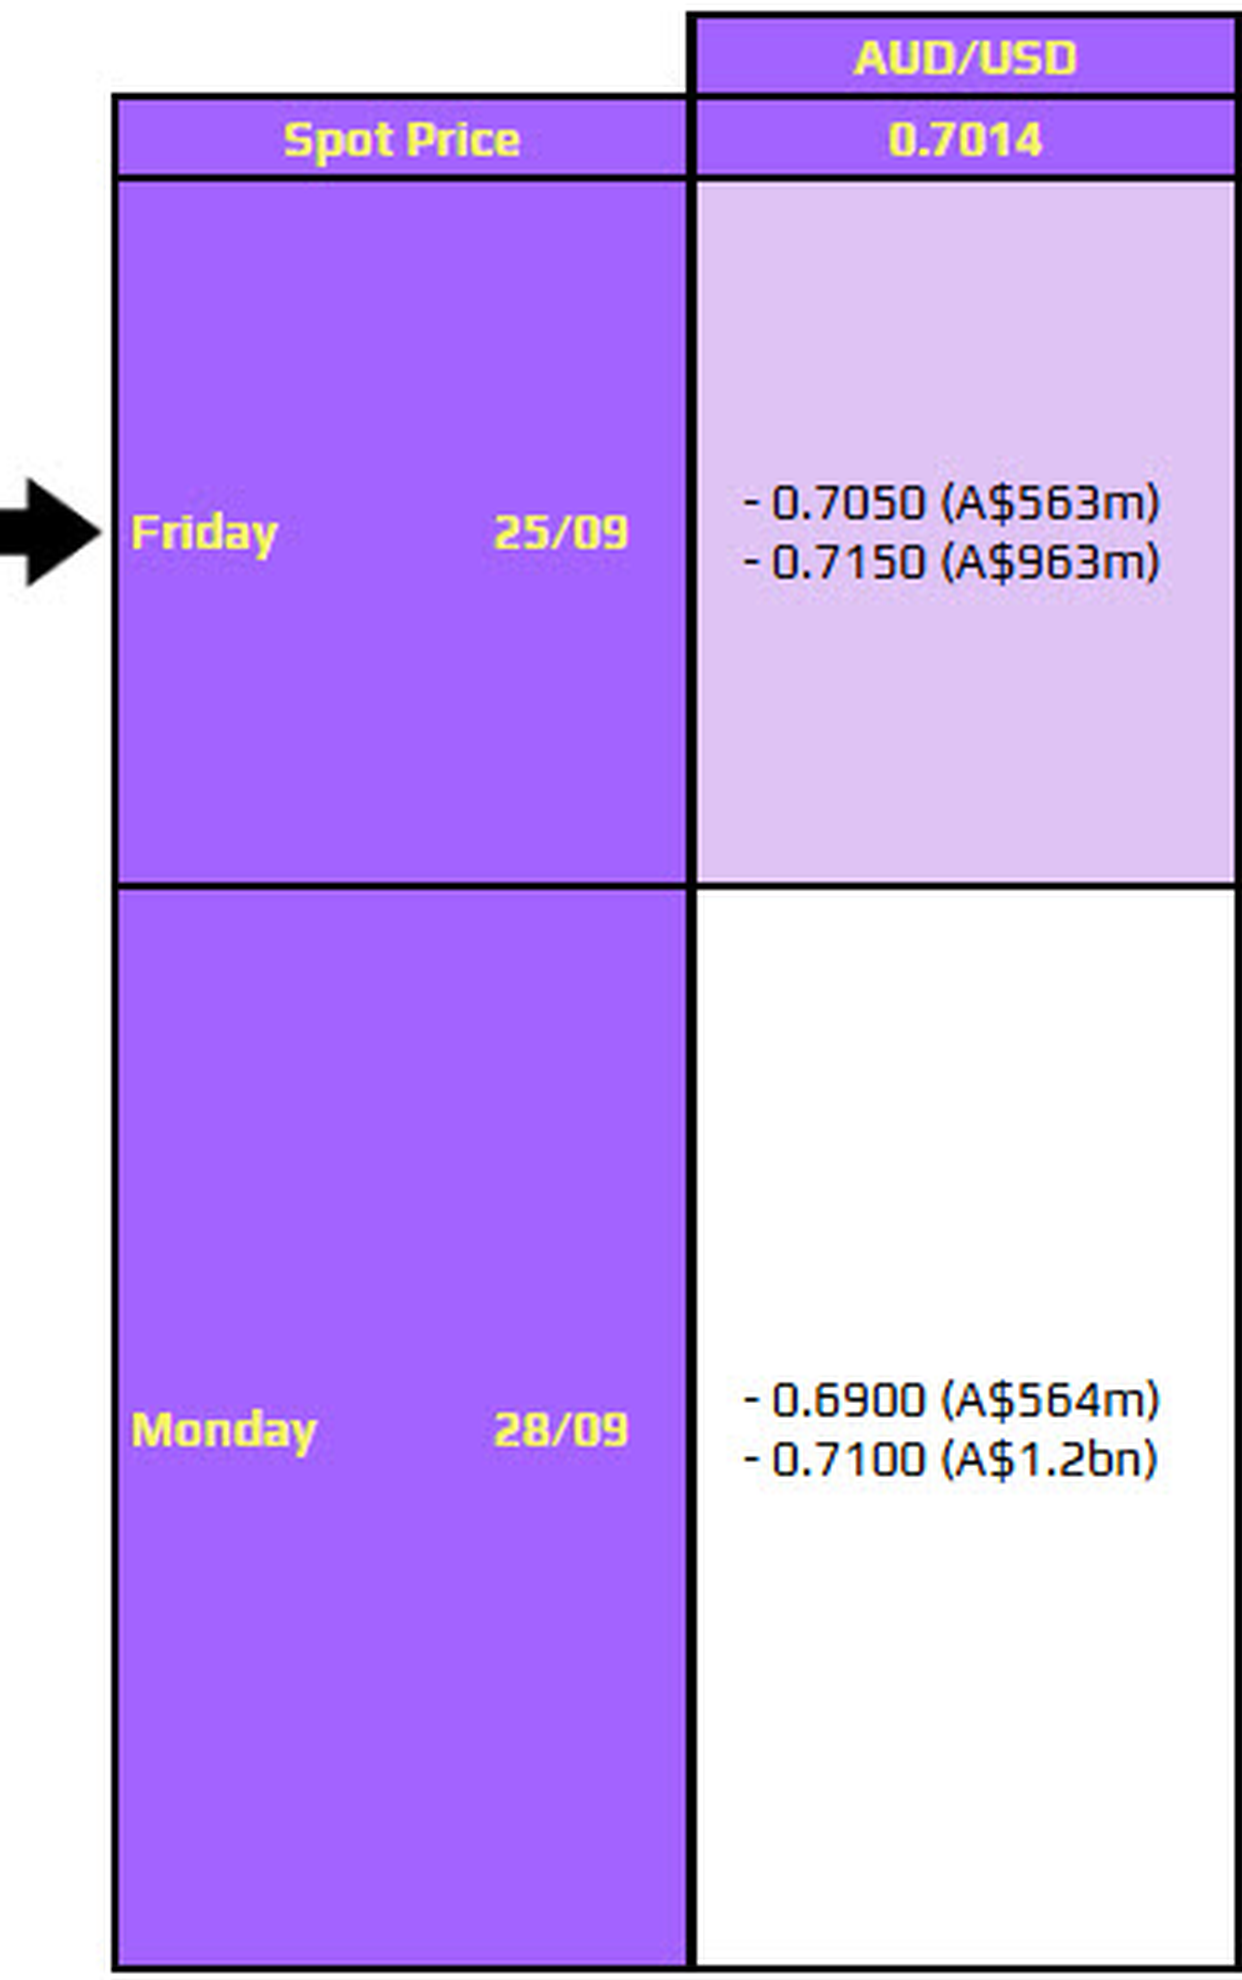 AUD/USD
Spot Price 0.7014
Friday 25/09
- 0.7050 (A$563m)
- 0.7150 (A$963m)
Monday 28/09
- 0.6900 (A$564m)
- 0.7100 (A$1.2bn)